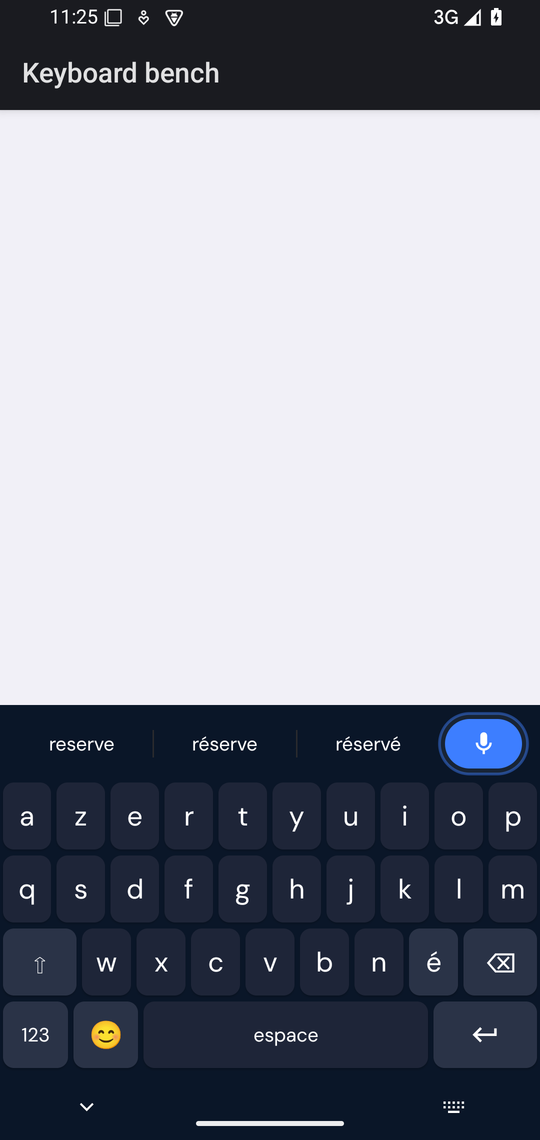 11:25 3G
Keyboard bench
reserve réserve réservé
a z e r t y u i o p
q s d f g h j k l m
w x c v b n é
123 espace